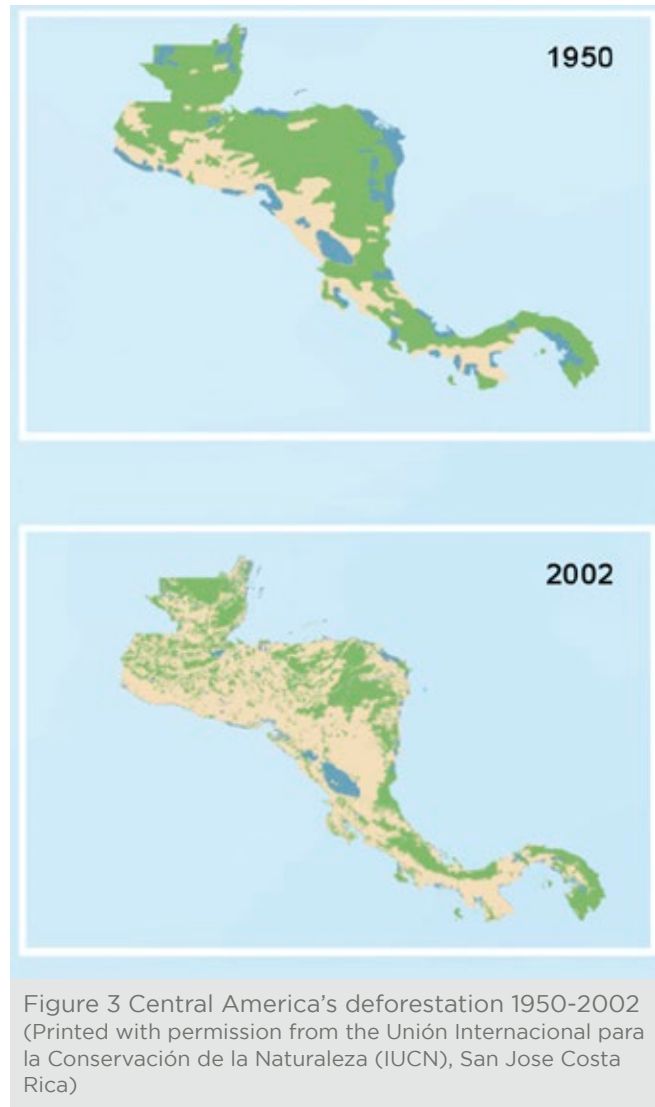 1950
2002
Figure 3 Central America's deforestation 1950-2002
(Printed with permission from the Unión Internacional para
la Conservación de la Naturaleza (IUCN), San Jose Costa
Rica)